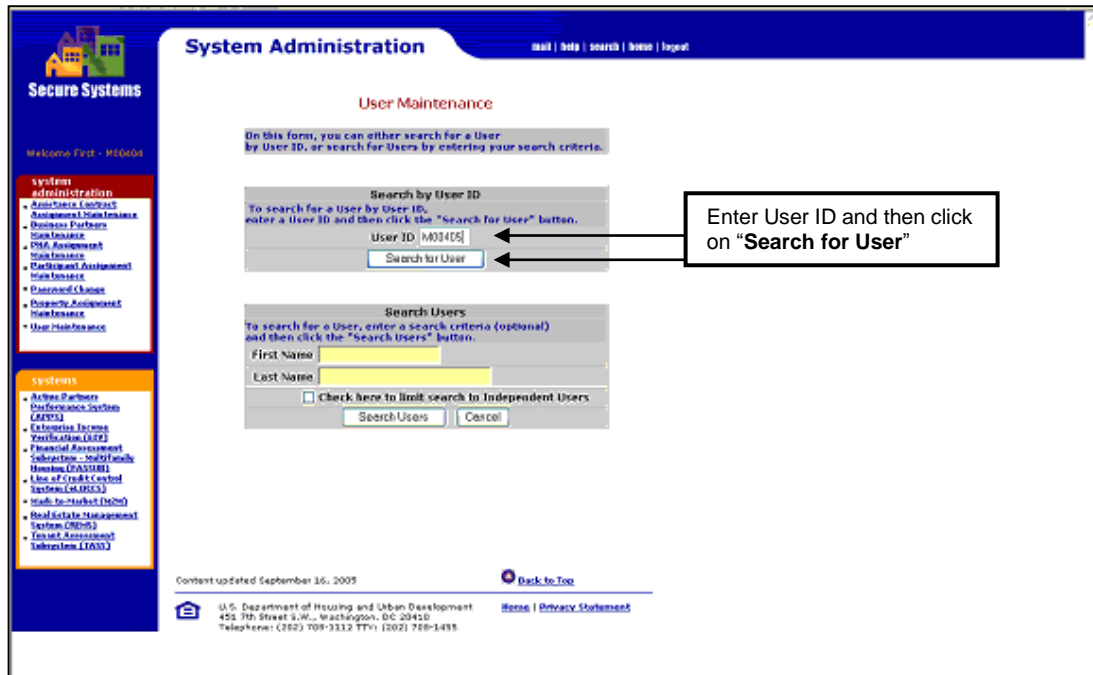 Secure Systems
System Administration
mail | help | search | home | logout
Welcome First - M00404
system
administration
Assistance Contract
Assignment Maintenance
Business Partners
Maintenance
PHA Assignment
Maintenance
Participant Assignment
Maintenance
Password Change
Property Assignment
Maintenance
User Maintenance
systems
Active Partners
Performance System
(APPS)
Enterprise Income
Verification (EIV)
Financial Assessment
Subsystem - Multifamily
Housing (FASSUB)
Line of Credit Control
System (eLOCCS)
Mark-to-Market (M2M)
Real Estate Management
System (REMS)
Tenant Assessment
Subsystem (TASS)
User Maintenance
On this form, you can either search for a User
by User ID, or search for Users by entering your search criteria.
Search by User ID
To search for a User by User ID,
enter a User ID and then click the "Search for User" button.
User ID M00405
Search for User
Enter User ID and then click
on “Search for User”
Search Users
To search for a User, enter a search criteria (optional)
and then click the "Search Users" button.
First Name
Last Name
Check here to limit search to Independent Users
Search Users Cancel
Content updated September 16, 2005
Back to Top
U.S. Department of Housing and Urban Development
451 7th Street S.W., Washington, DC 20410
Telephone: (202) 708-1112 TTY: (202) 708-1455
Home | Privacy Statement